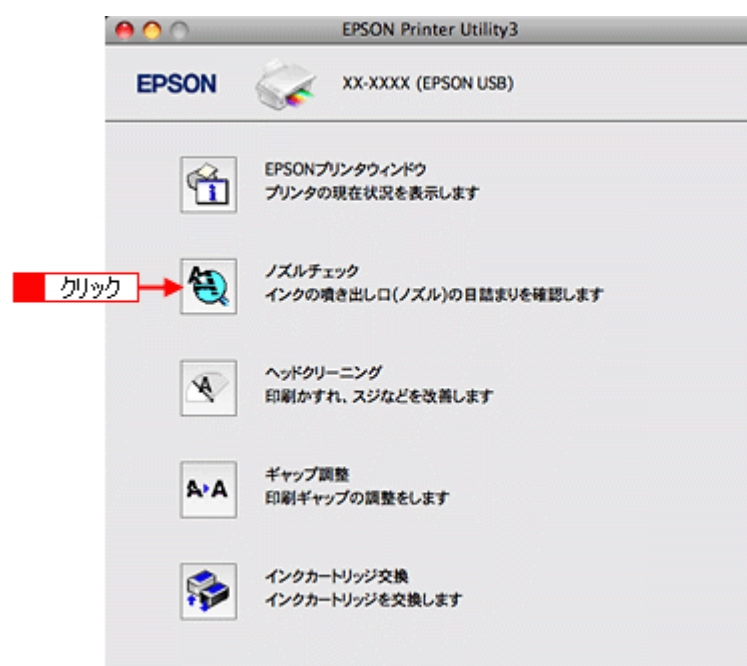 EPSON Printer Utility3
EPSON
XX-XXXX (EPSON USB)
EPSONプリンタウィンドウ
プリンタの現在状況を表示します
クリック
ノズルチェック
インクの噴き出し口(ノズル)の目詰まりを確認します
ヘッドクリーニング
印刷かすれ、スジなどを改善します
ギャップ調整
印刷ギャップの調整をします
インクカートリッジ交換
インクカートリッジを交換します